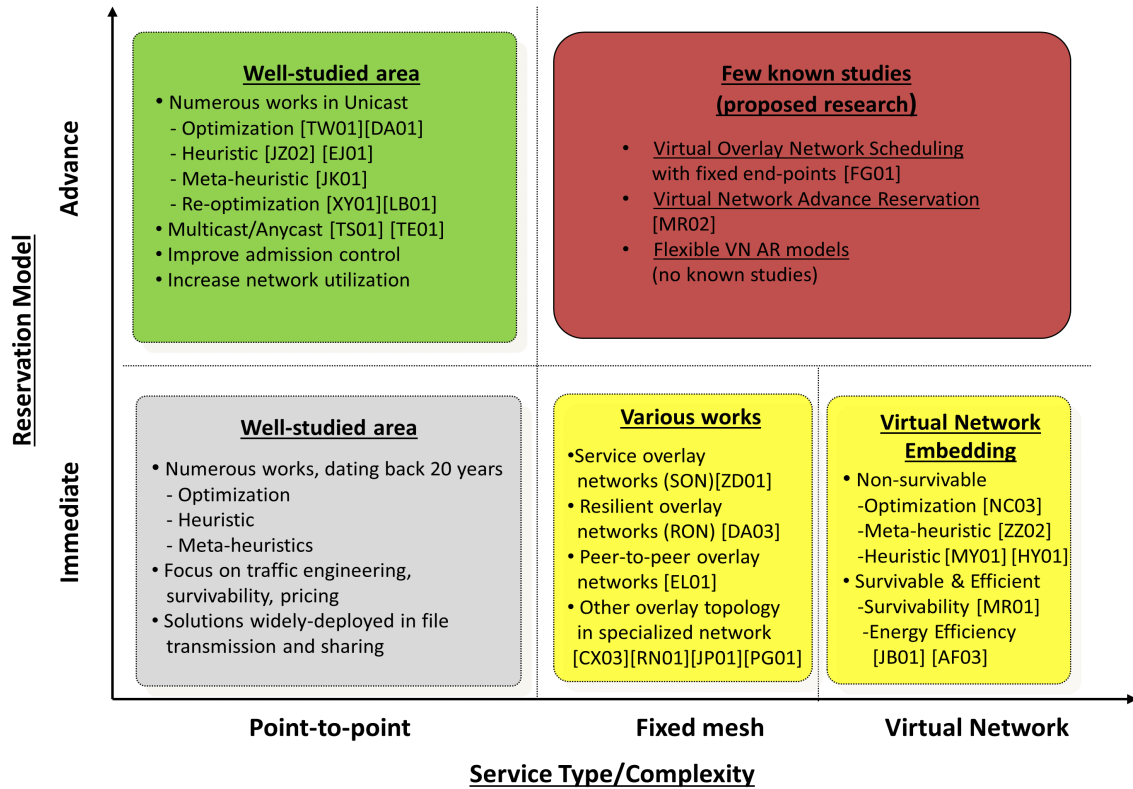 Reservation Model
Advance
Immediate
Well-studied area
• Numerous works in Unicast
- Optimization [TW01][DA01]
- Heuristic [JZ02] [EJ01]
- Meta-heuristic [JK01]
- Re-optimization [XY01][LB01]
• Multicast/Anycast [TS01] [TE01]
• Improve admission control
• Increase network utilization
Few known studies
(proposed research)
• Virtual Overlay Network Scheduling
with fixed end-points [FG01]
• Virtual Network Advance Reservation
[MR02]
• Flexible VN AR models
(no known studies)
Well-studied area
• Numerous works, dating back 20 years
- Optimization
- Heuristic
- Meta-heuristics
• Focus on traffic engineering,
survivability, pricing
• Solutions widely-deployed in file
transmission and sharing
Various works
•Service overlay
networks (SON)[ZD01]
• Resilient overlay
networks (RON) [DA03]
• Peer-to-peer overlay
networks [EL01]
• Other overlay topology
in specialized network
[CX03][RN01][JP01][PG01]
Virtual Network
Embedding
• Non-survivable
-Optimization [NC03]
-Meta-heuristic [ZZ02]
-Heuristic [MY01] [HY01]
• Survivable & Efficient
-Survivability [MR01]
-Energy Efficiency
[JB01] [AF03]
Point-to-point
Fixed mesh
Virtual Network
Service Type/Complexity